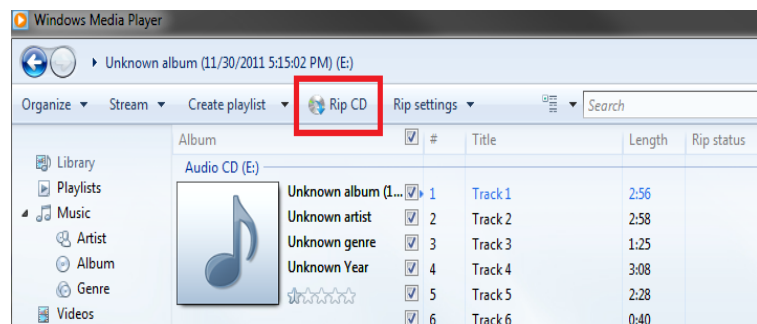 Windows Media Player
Unknown album (11/30/2011 5:15:02 PM) (E:)
Organize Stream Create playlist Rip CD Rip settings Search
Album # Title Length Rip status
Library
Audio CD (E:)
Playlists
Unknown album (1... 1 Track 1 2:56
Music
Unknown artist 2 Track 2 2:58
Artist
Unknown genre 3 Track 3 1:25
Album
Unknown Year 4 Track 4 3:08
Genre
5 Track 5 2:28
Videos
6 Track 6 0:40